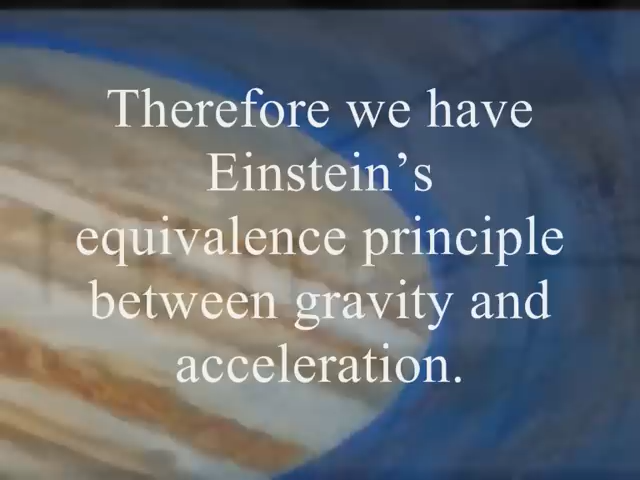 Therefore we have
Einstein’s
equivalence principle
between gravity and
acceleration.